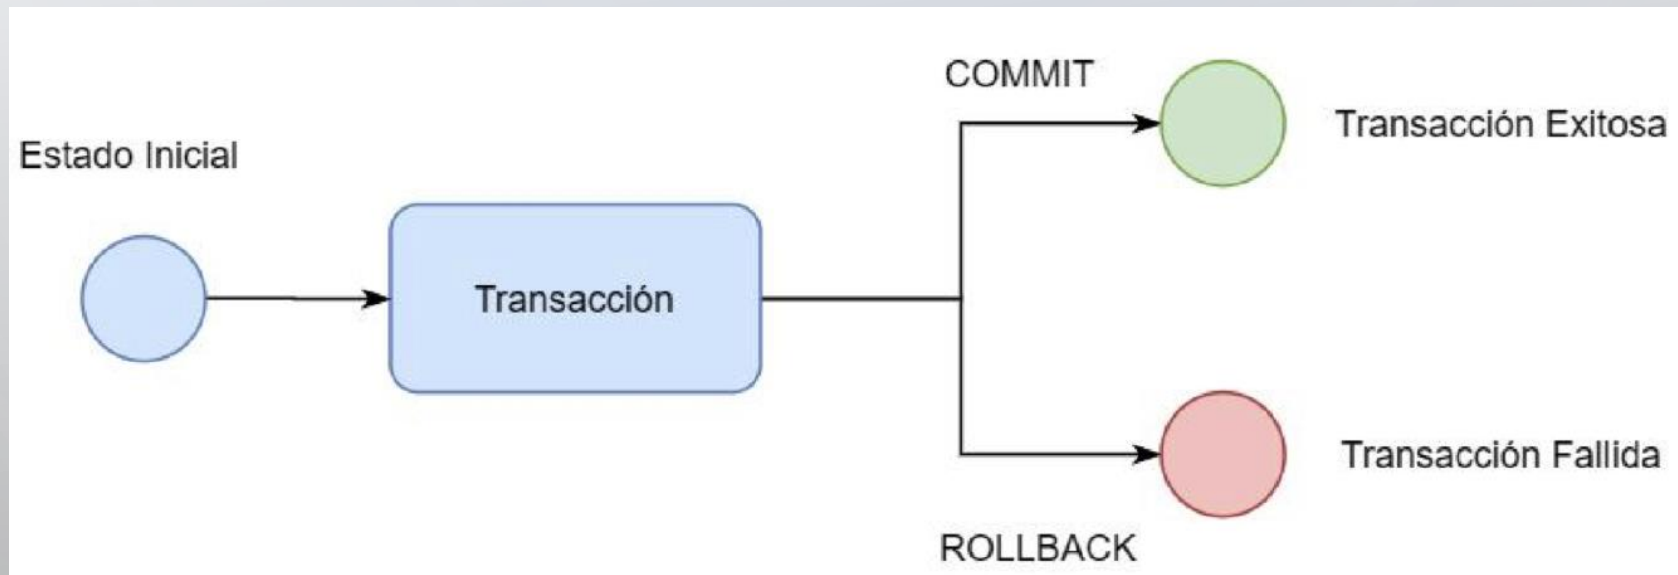 Estado Inicial
Transacción
COMMIT
Transacción Exitosa
Transacción Fallida
ROLLBACK